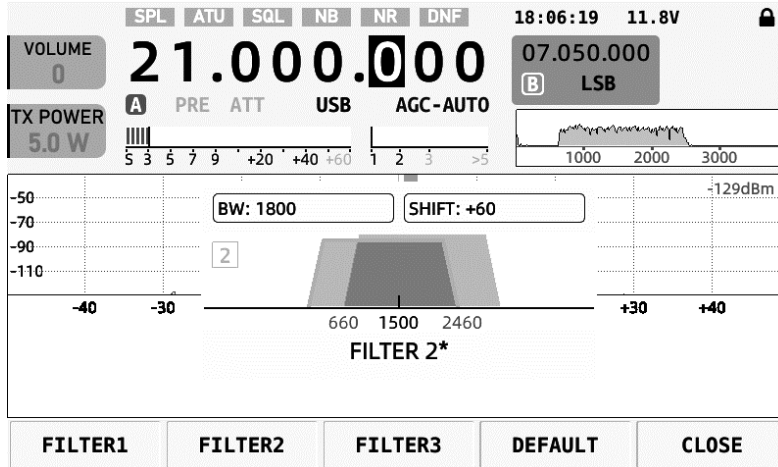 SPL ATU SQL NB NR DNF 18:06:19 11.8V
VOLUME
0
21.000.000
07.050.000
B LSB
A PRE ATT USB AGC-AUTO
TX POWER
5.0 W
S 3 5 7 9 +20 +40 +60 1 2 3 >5
1000 2000 3000
-129dBm
-50
-70
-90
-110
BW: 1800 SHIFT: +60
2
-40 -30 +30 +40
660 1500 2460
FILTER 2*
FILTER1 FILTER2 FILTER3 DEFAULT CLOSE